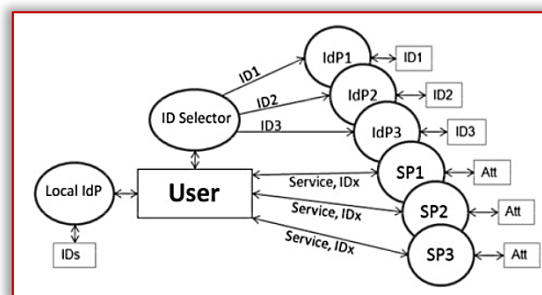 IdP1
ID1
ID1
IdP2
ID2
ID2
ID Selector
ID3
IdP3
ID3
SP1
Att
Service, IDx
Local IdP
User
Service, IDx
SP2
Att
Service, IDx
SP3
Att
IDs